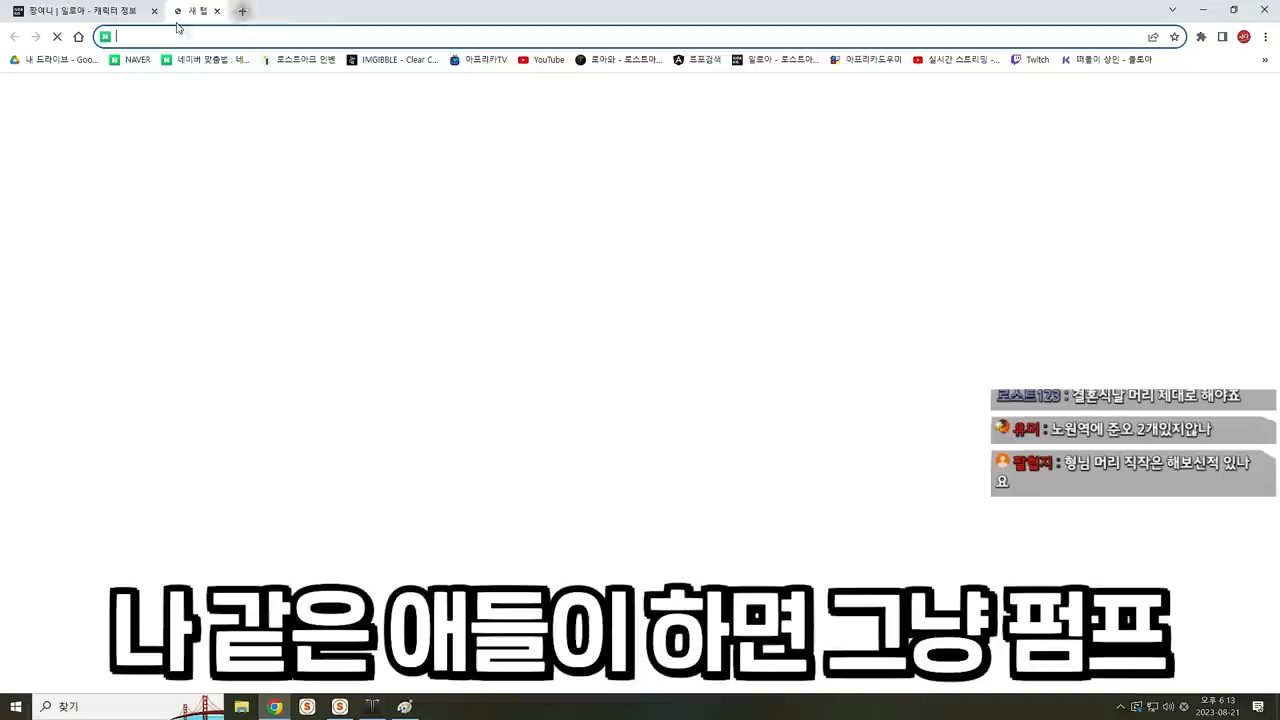 짱여니 | 일로아 - 캐릭터 정보
새 탭
내 드라이브 - Goo...
NAVER
네이버 맞춤법 : 네...
로스트아크 인벤
IMGIBBLE - Clear C...
아프리카TV
YouTube
로아와 - 로스트아...
트포검색
일로아 - 로스트아...
아프리카도우미
실시간 스트리밍 -...
Twitch
떠돌이 상인 - 클로아
»
로스트123 : 결혼식날 머리 제대로 해야죠
유미 : 노원역에 준오 2개있지않나
: 형님 머리 직작은 해보신적 있나
요
나 같은 애들이 하면 그냥 펌프
찾기
오후 6:13
2023-08-21